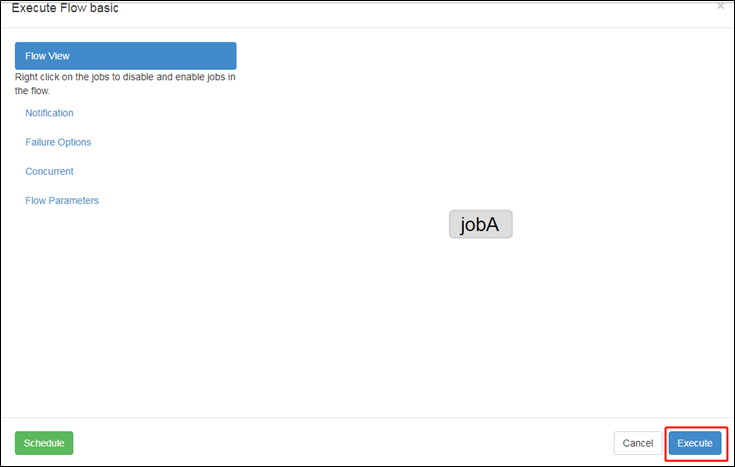 Execute Flow basic
×
Flow View
Right click on the jobs to disable and enable jobs in
the flow.
Notification
Failure Options
Concurrent
Flow Parameters
jobA
Schedule
Cancel
Execute